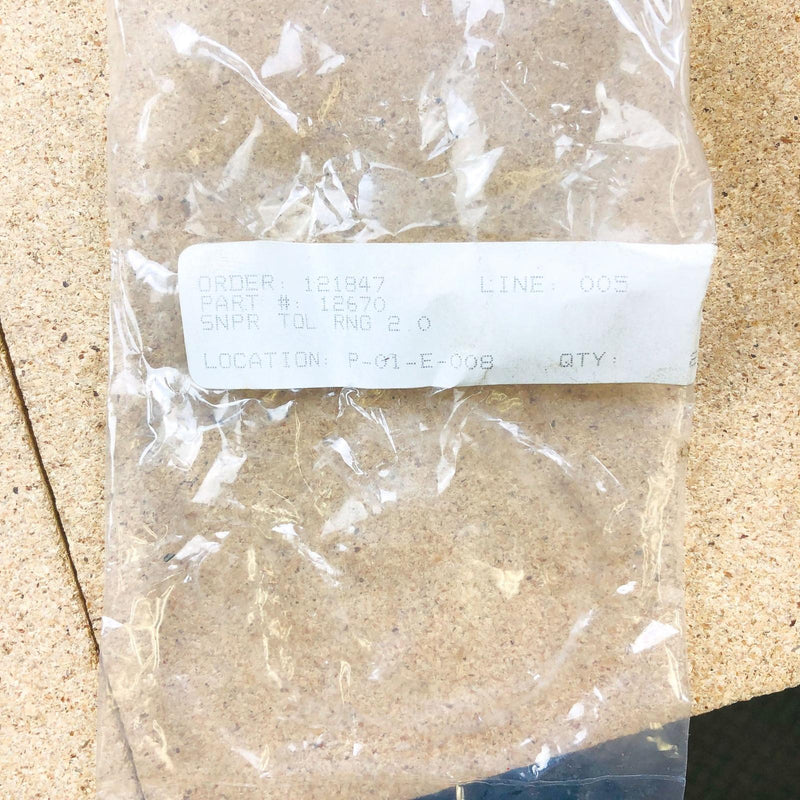 ORDER: 121847 LINE: 005
PART #: 12670
SNPR TOL RNG 2.0
LOCATION: P-01-E-008 QTY: